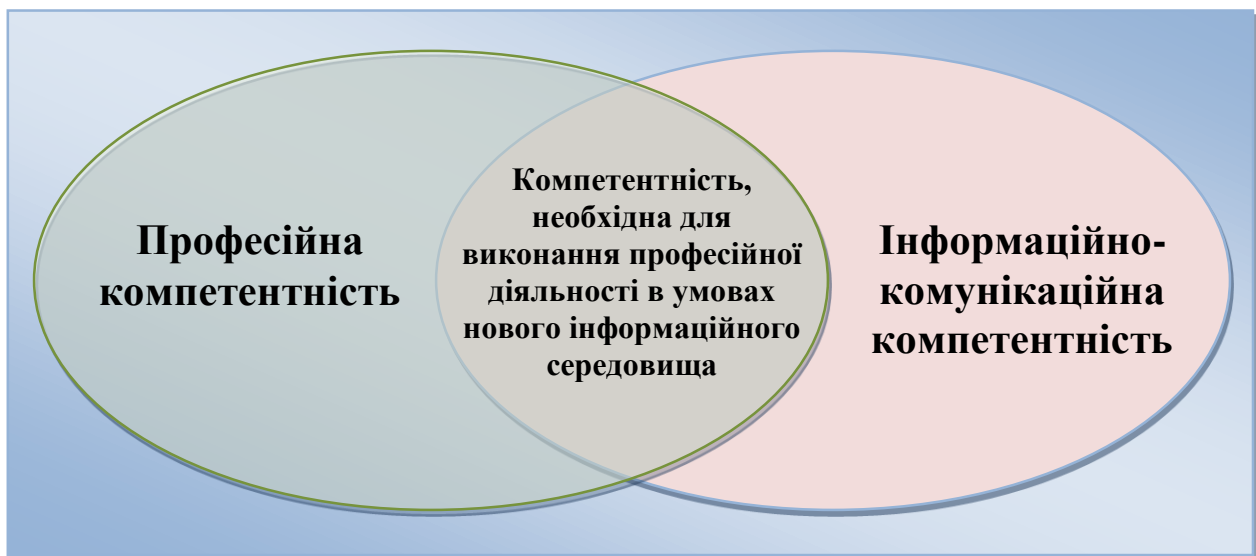 Професійна
компетентність
Компетентність,
необхідна для
виконання професійної
діяльності в умовах
нового інформаційного
середовища
Інформаційно-
комунікаційна
компетентність